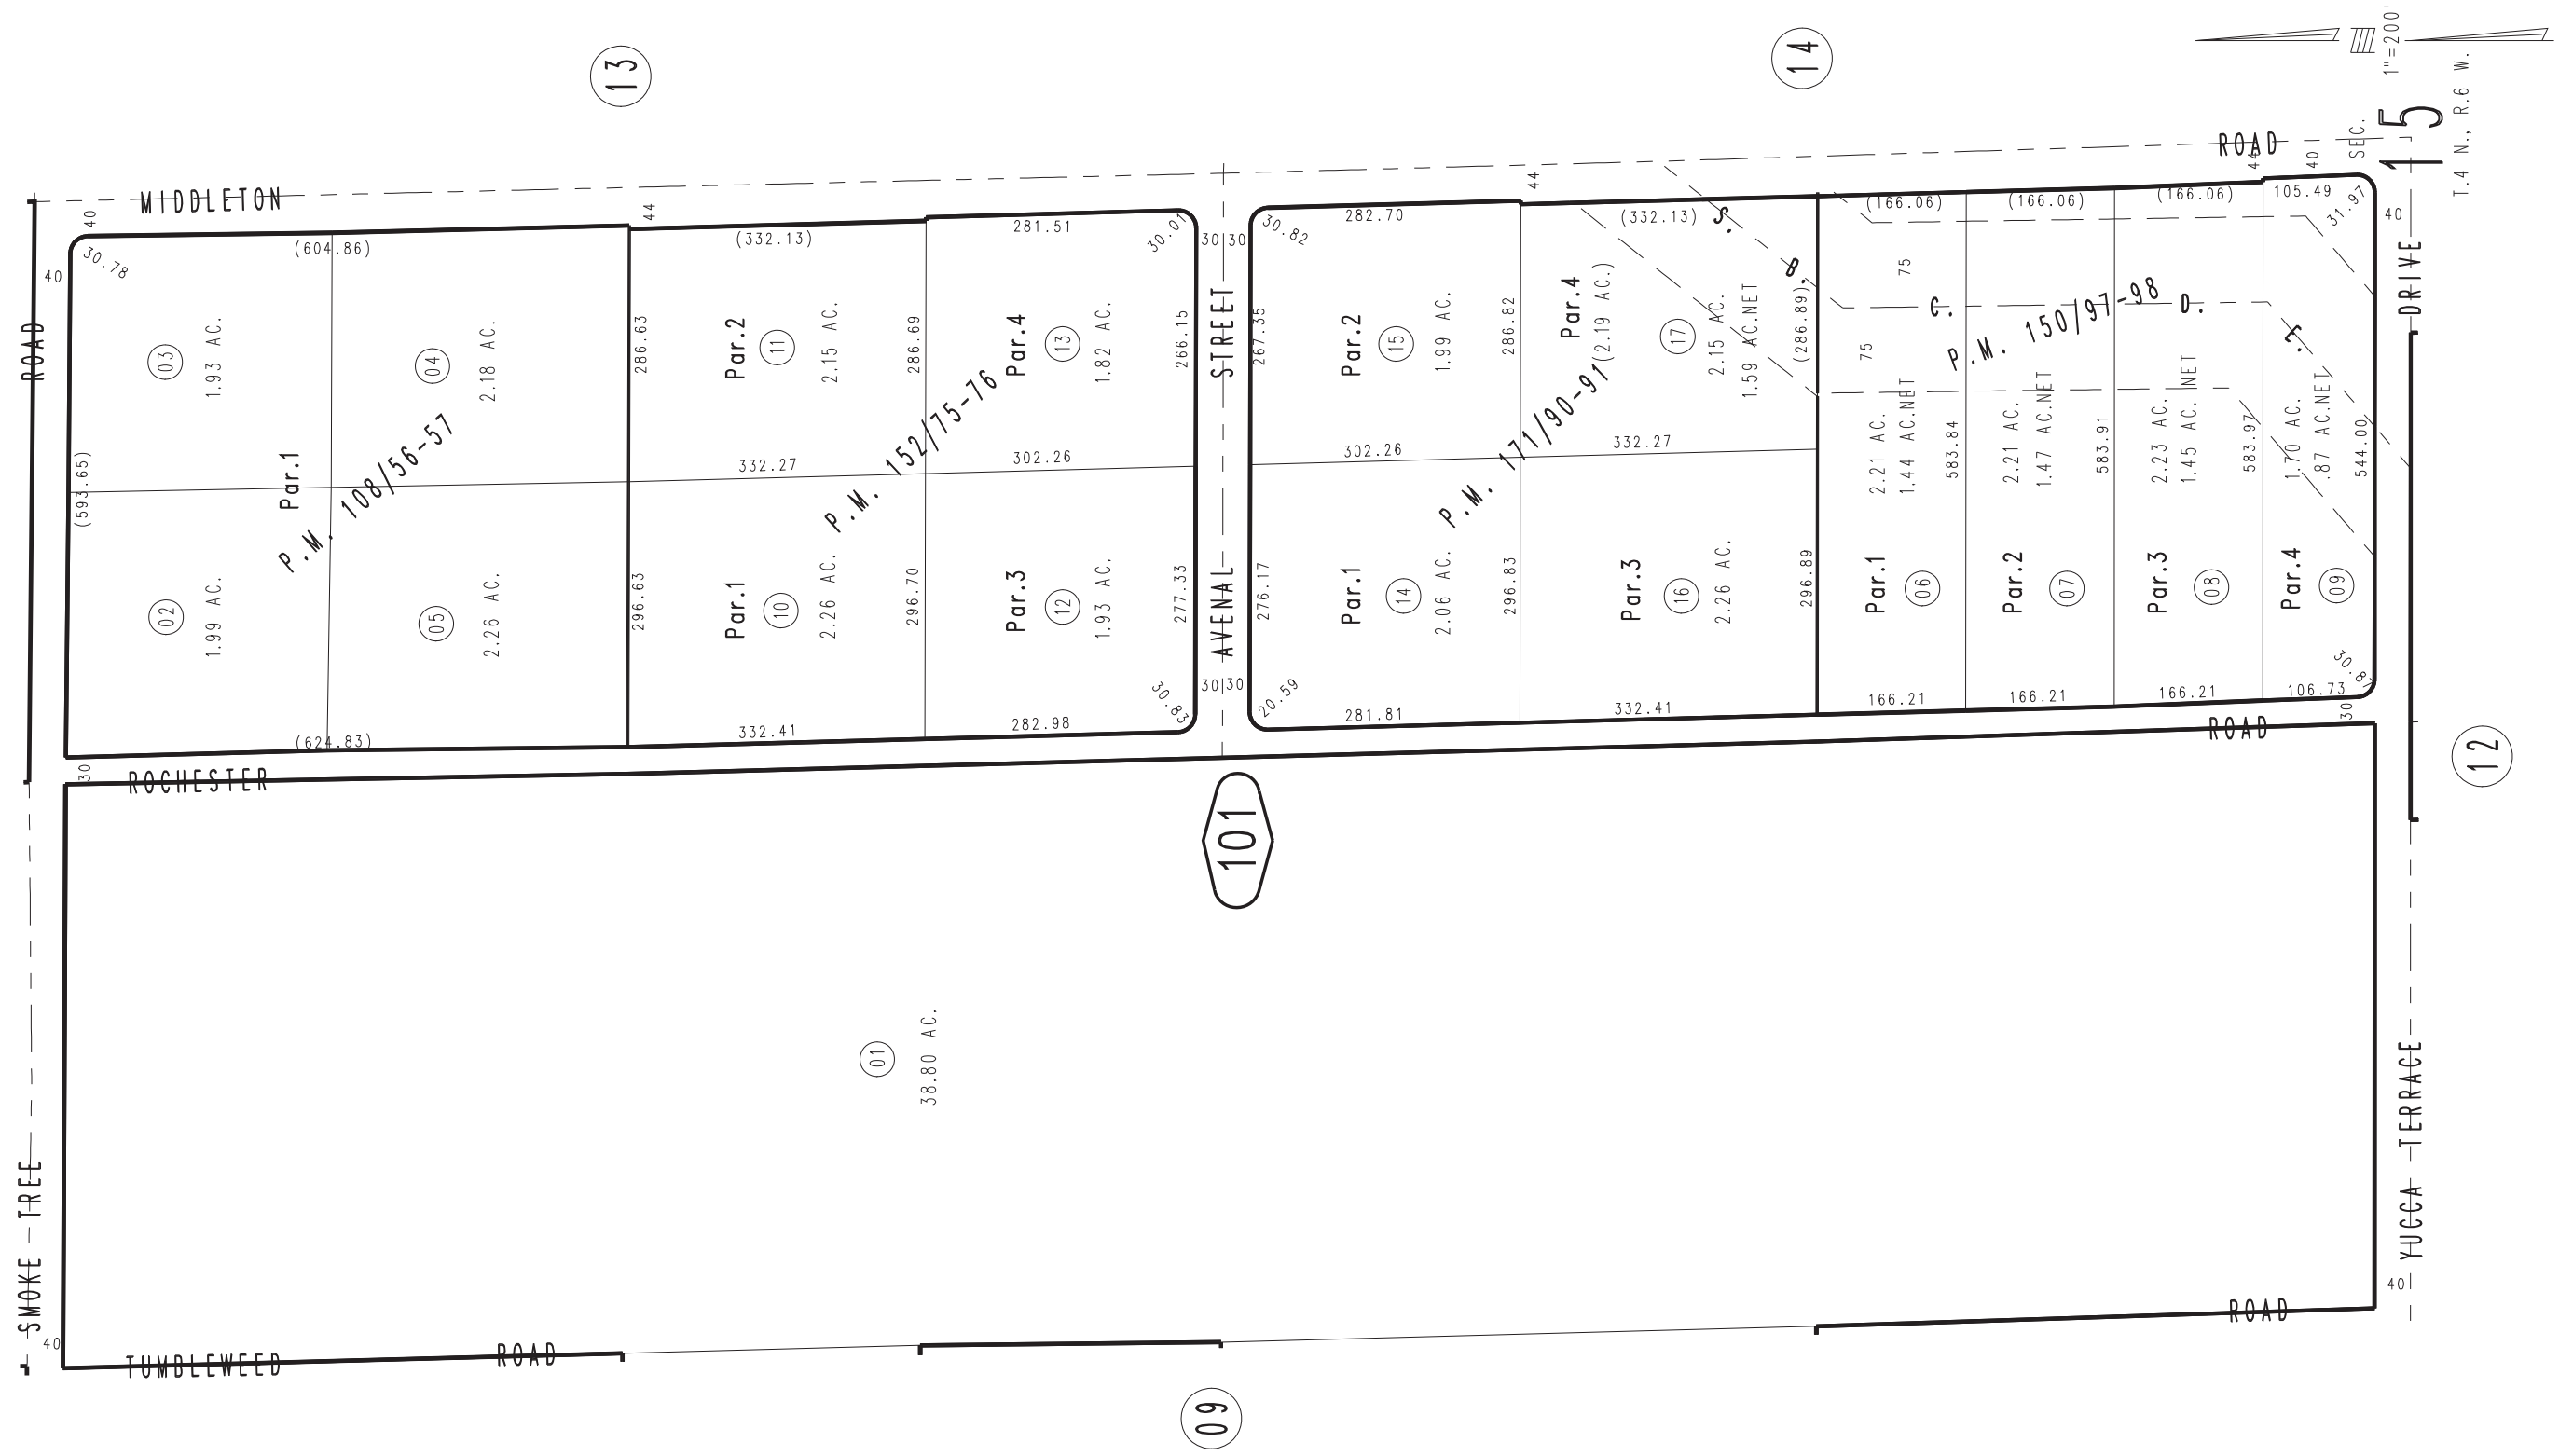 13
14
1"=200'
T.4 N., R.6 W.
SEC.
15
MIDDLETON
ROAD
40
44
44
44
40
40
(604.86)
(332.13)
281.51
30.01
30 30
30.82
282.70
(332.13)
(166.06)
(166.06)
(166.06)
105.49
31.97
40
30.78
ROAD
DRIVE
S. B. C. D. E.
75
75
03
1.93 AC.
04
2.18 AC.
286.63
Par.2
11
2.15 AC.
286.69
Par.4
13
1.82 AC.
266.15
STREET
267.35
Par.2
15
1.99 AC.
286.82
Par.4
(2.19 AC.)
17
2.15 AC.
1.59 AC.NET
(286.89)
P.M. 150/97-98
(593.65)
Par.1
P.M. 108/56-57
332.27
P.M. 152/75-76
302.26
302.26
P.M. 171/90-91
332.27
2.21 AC.
1.44 AC.NET
583.84
2.21 AC.
1.47 AC.NET
583.91
2.23 AC.
1.45 AC. NET
583.97
1.70 AC.
.87 AC.NET
544.00
02
1.99 AC.
05
2.26 AC.
296.63
Par.1
10
2.26 AC.
296.70
Par.3
12
1.93 AC.
277.33
AVENAL
276.17
Par.1
14
2.06 AC.
296.83
Par.3
16
2.26 AC.
296.89
Par.1
06
Par.2
07
Par.3
08
Par.4
09
30.83
30 30
20.59
30.87
(624.83)
332.41
282.98
281.81
332.41
166.21
166.21
166.21
106.73
30
30
ROCHESTER
ROAD
12
101
01
38.80 AC.
SMOKE TREE
YUCCA TERRACE
40
40
TUMBLEWEED
ROAD
ROAD
09